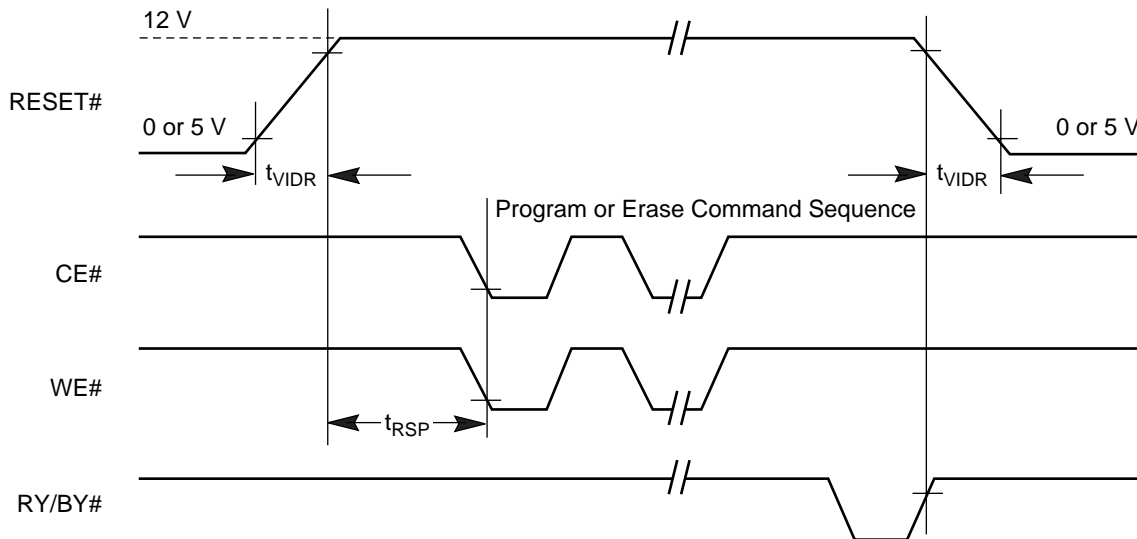 12 V
RESET#
0 or 5 V
0 or 5 V
tVIDR
tVIDR
Program or Erase Command Sequence
CE#
WE#
tRSP
RY/BY#